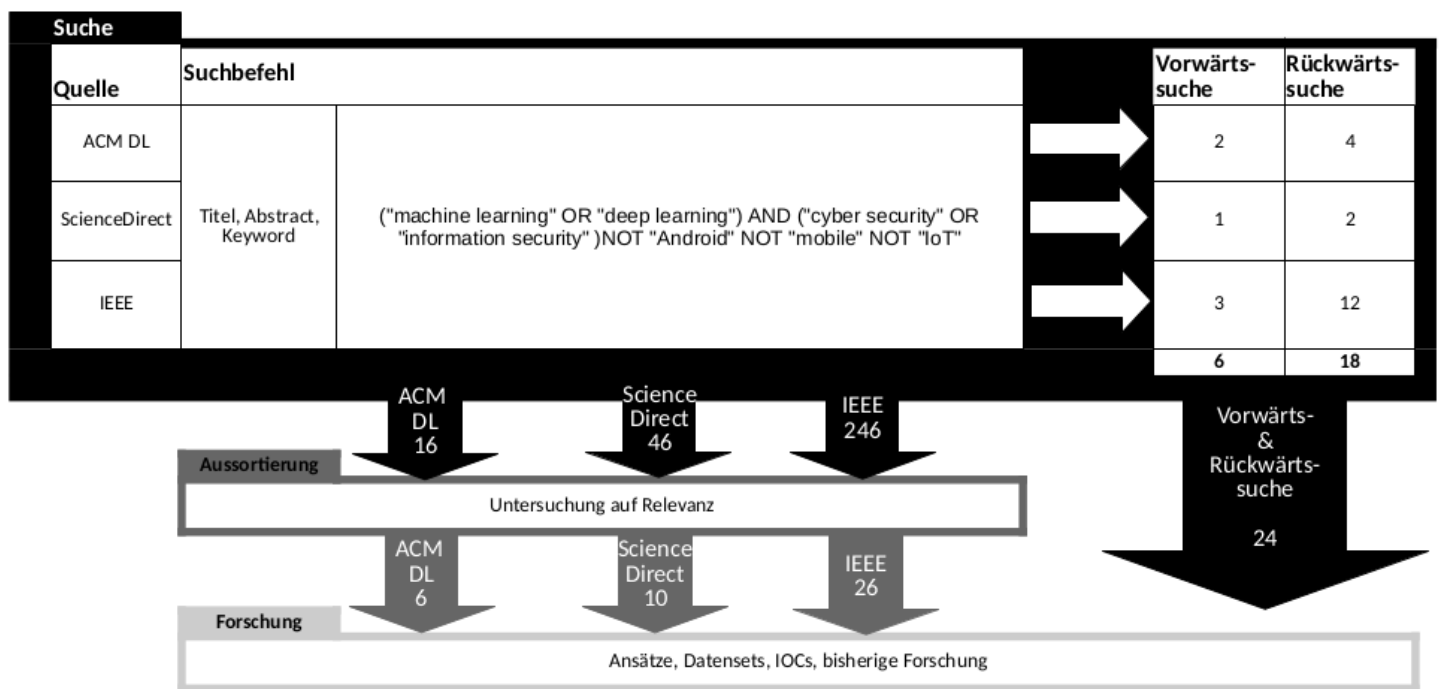 Suche
Quelle
Suchbefehl
Vorwärts-
suche
Rückwärts-
suche
ACM DL
2
4
ScienceDirect
Titel, Abstract,
Keyword
("machine learning" OR "deep learning") AND ("cyber security" OR
"information security" )NOT "Android" NOT "mobile" NOT "IoT"
1
2
IEEE
3
12
6
18
ACM
DL
16
Science
Direct
46
IEEE
246
Vorwärts-
&
Rückwärts-
suche
24
Aussortierung
Untersuchung auf Relevanz
ACM
DL
6
Science
Direct
10
IEEE
26
Forschung
Ansätze, Datensets, IOCs, bisherige Forschung